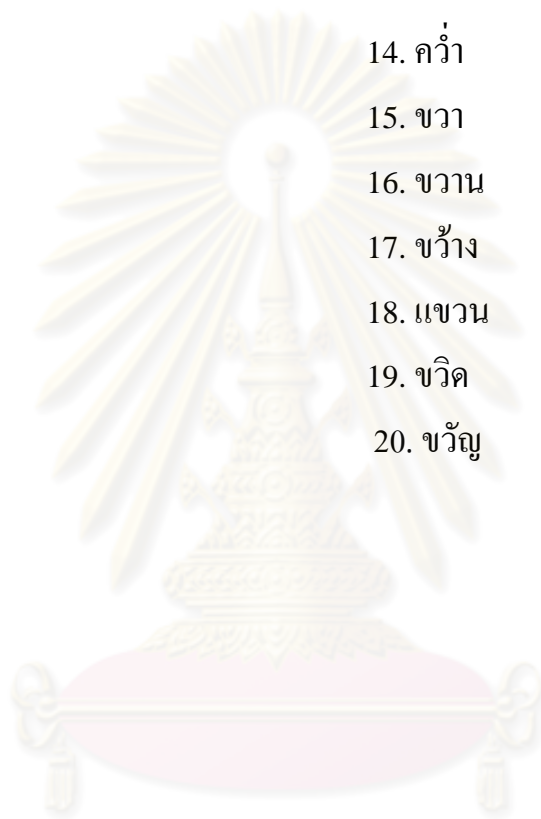 14. คว่ำ
15. ขวา
16. ขวาน
17. ขว้าง
18. แขวน
19. ขวิด
20. ขวัญ